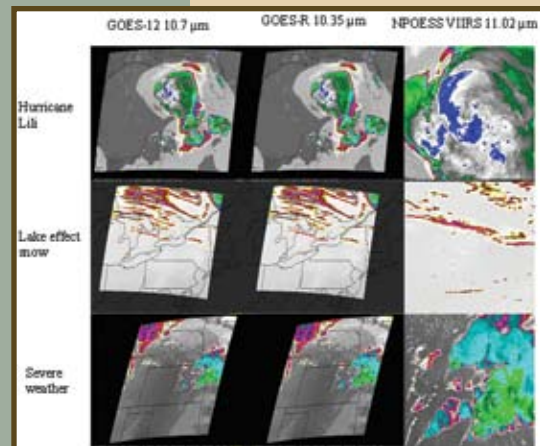 GOES-12 10.7 µm GOES-R 10.35 µm NPOESS VIIRS 11.02 µm
Hurricane
Lili
Lake effect
snow
Severe
weather